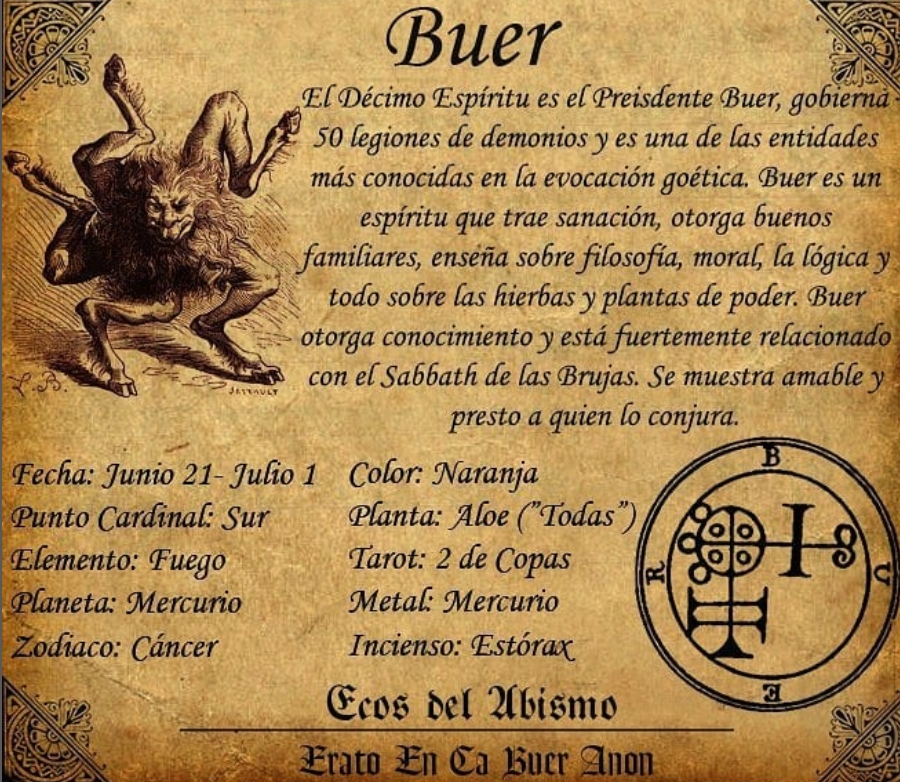 Buer
El Décimo Espíritu es el Preisdente Buer, gobierna
50 legiones de demonios y es una de las entidades
más conocidas en la evocación goética. Buer es un
espíritu que trae sanación, otorga buenos
familiares, enseña sobre filosofía, moral, la lógica y
todo sobre las hierbas y plantas de poder. Buer
otorga conocimiento y está fuertemente relacionado
con el Sabbath de las Brujas. Se muestra amable y
presto a quien lo conjura.
L.B.
JARRAULT
Fecha: Junio 21- Julio 1
Punto Cardinal: Sur
Elemento: Fuego
Planeta: Mercurio
Zodiaco: Cáncer
Color: Naranja
Planta: Aloe ("Todas")
Tarot: 2 de Copas
Metal: Mercurio
Incienso: Estórax
B
U
E
R
Ecos del Abismo
Erato En Ca Buer Anon